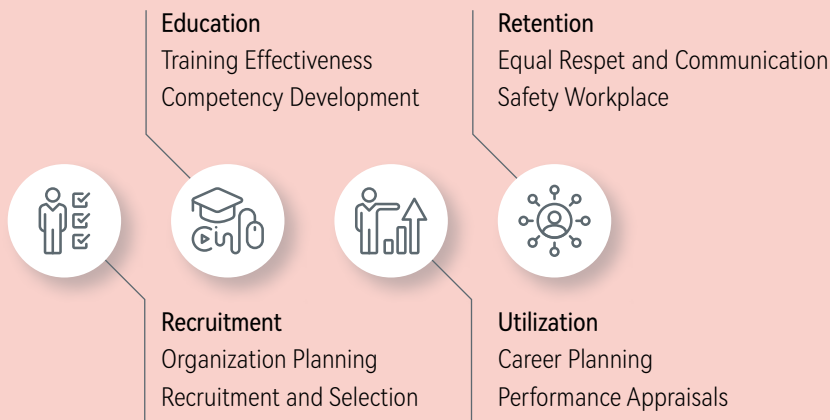 Education
Training Effectiveness
Competency Development
Retention
Equal Respet and Communication
Safety Workplace
Recruitment
Organization Planning
Recruitment and Selection
Utilization
Career Planning
Performance Appraisals